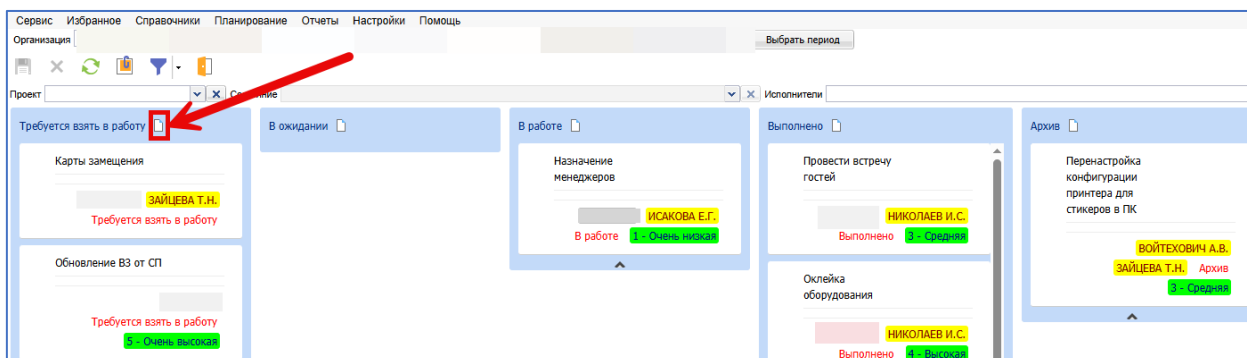 Сервис Избранное Справочники Планирование Отчеты Настройки Помощь
Организация Выбрать период
Проект Исполнители
Требуется взять в работу В ожидании В работе Выполнено Архив
Карты замещения
ЗАЙЦЕВА Т.Н.
Требуется взять в работу
Обновление ВЗ от СП
Требуется взять в работу
5 - Очень высокая
Назначение
менеджеров
ИСАКОВА Е.Г.
В работе 1 - Очень низкая
Провести встречу
гостей
НИКОЛАЕВ И.С.
Выполнено 3 - Средняя
Оклейка
оборудования
НИКОЛАЕВ И.С.
Выполнено 4 - Высокая
Перенастройка
конфигурации
принтера для
стикеров в ПК
ВОЙТЕХОВИЧ А.В.
ЗАЙЦЕВА Т.Н. Архив
3 - Средняя